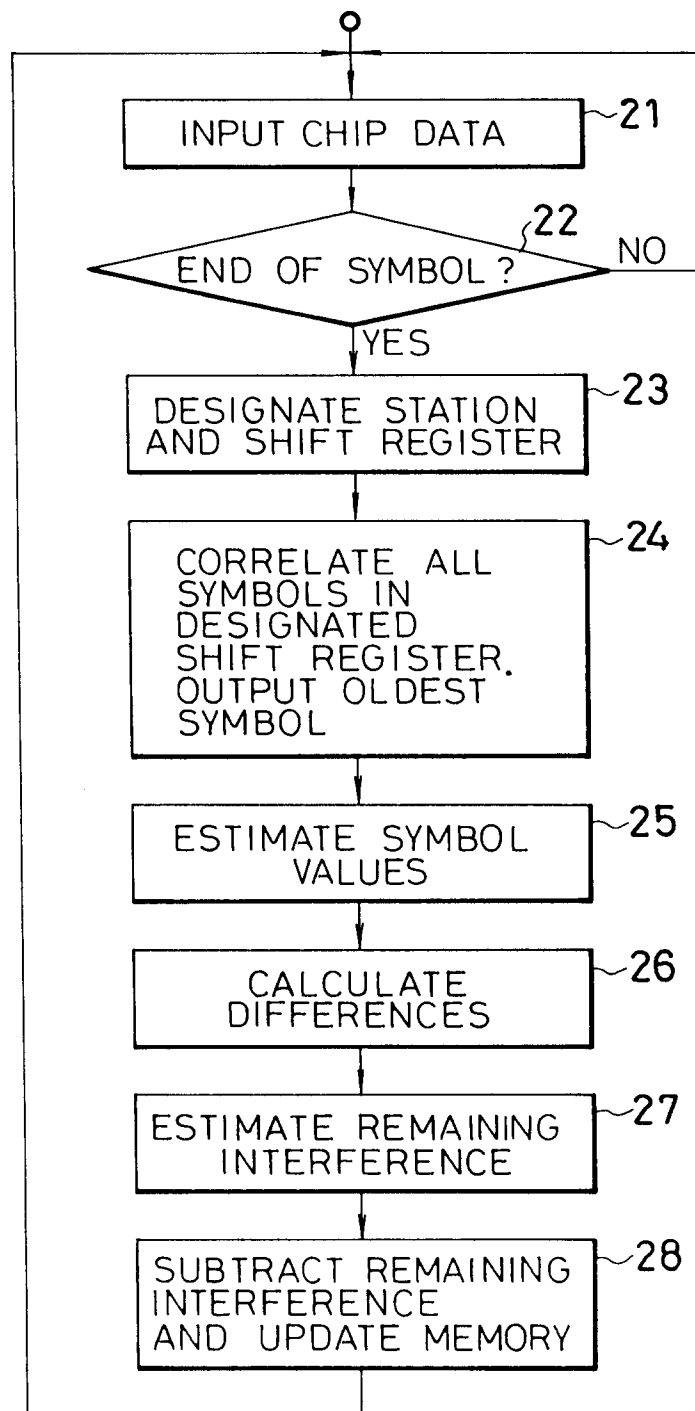 INPUT CHIP DATA
21
END OF SYMBOL?
22
NO
YES
DESIGNATE STATION
AND SHIFT REGISTER
23
CORRELATE ALL
SYMBOLS IN
DESIGNATED
SHIFT REGISTER.
OUTPUT OLDEST
SYMBOL
24
ESTIMATE SYMBOL
VALUES
25
CALCULATE
DIFFERENCES
26
ESTIMATE REMAINING
INTERFERENCE
27
SUBTRACT REMAINING
INTERFERENCE
AND UPDATE MEMORY
28